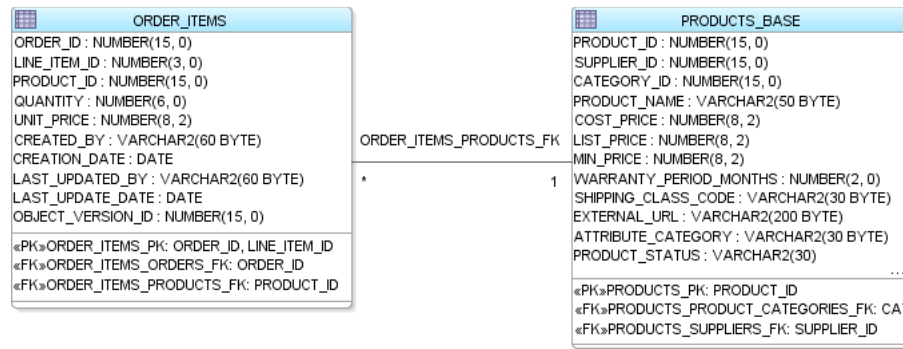 ORDER_ITEMS
ORDER_ID : NUMBER(15, 0)
LINE_ITEM_ID : NUMBER(3, 0)
PRODUCT_ID : NUMBER(15, 0)
QUANTITY : NUMBER(6, 0)
UNIT_PRICE : NUMBER(8, 2)
CREATED_BY : VARCHAR2(60 BYTE)
CREATION_DATE : DATE
LAST_UPDATED_BY : VARCHAR2(60 BYTE)
LAST_UPDATE_DATE : DATE
OBJECT_VERSION_ID : NUMBER(15, 0)
«PK»ORDER_ITEMS_PK: ORDER_ID, LINE_ITEM_ID
«FK»ORDER_ITEMS_ORDERS_FK: ORDER_ID
«FK»ORDER_ITEMS_PRODUCTS_FK: PRODUCT_ID
ORDER_ITEMS_PRODUCTS_FK
* 1
PRODUCTS_BASE
PRODUCT_ID : NUMBER(15, 0)
SUPPLIER_ID : NUMBER(15, 0)
CATEGORY_ID : NUMBER(15, 0)
PRODUCT_NAME : VARCHAR2(50 BYTE)
COST_PRICE : NUMBER(8, 2)
LIST_PRICE : NUMBER(8, 2)
MIN_PRICE : NUMBER(8, 2)
WARRANTY_PERIOD_MONTHS : NUMBER(2, 0)
SHIPPING_CLASS_CODE : VARCHAR2(30 BYTE)
EXTERNAL_URL : VARCHAR2(200 BYTE)
ATTRIBUTE_CATEGORY : VARCHAR2(30 BYTE)
PRODUCT_STATUS : VARCHAR2(30)
...
«PK»PRODUCTS_PK: PRODUCT_ID
«FK»PRODUCTS_PRODUCT_CATEGORIES_FK: CA
«FK»PRODUCTS_SUPPLIERS_FK: SUPPLIER_ID